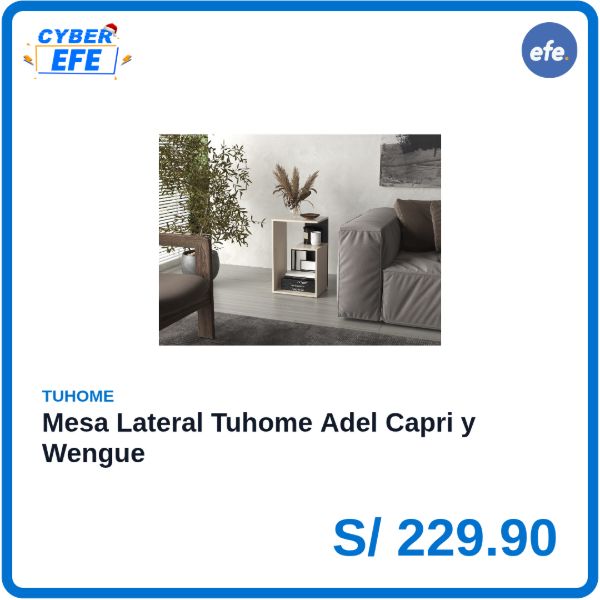 CYBER
EFE
efe.
TUHOME
Mesa Lateral Tuhome Adel Capri y
Wengue
S/ 229.90